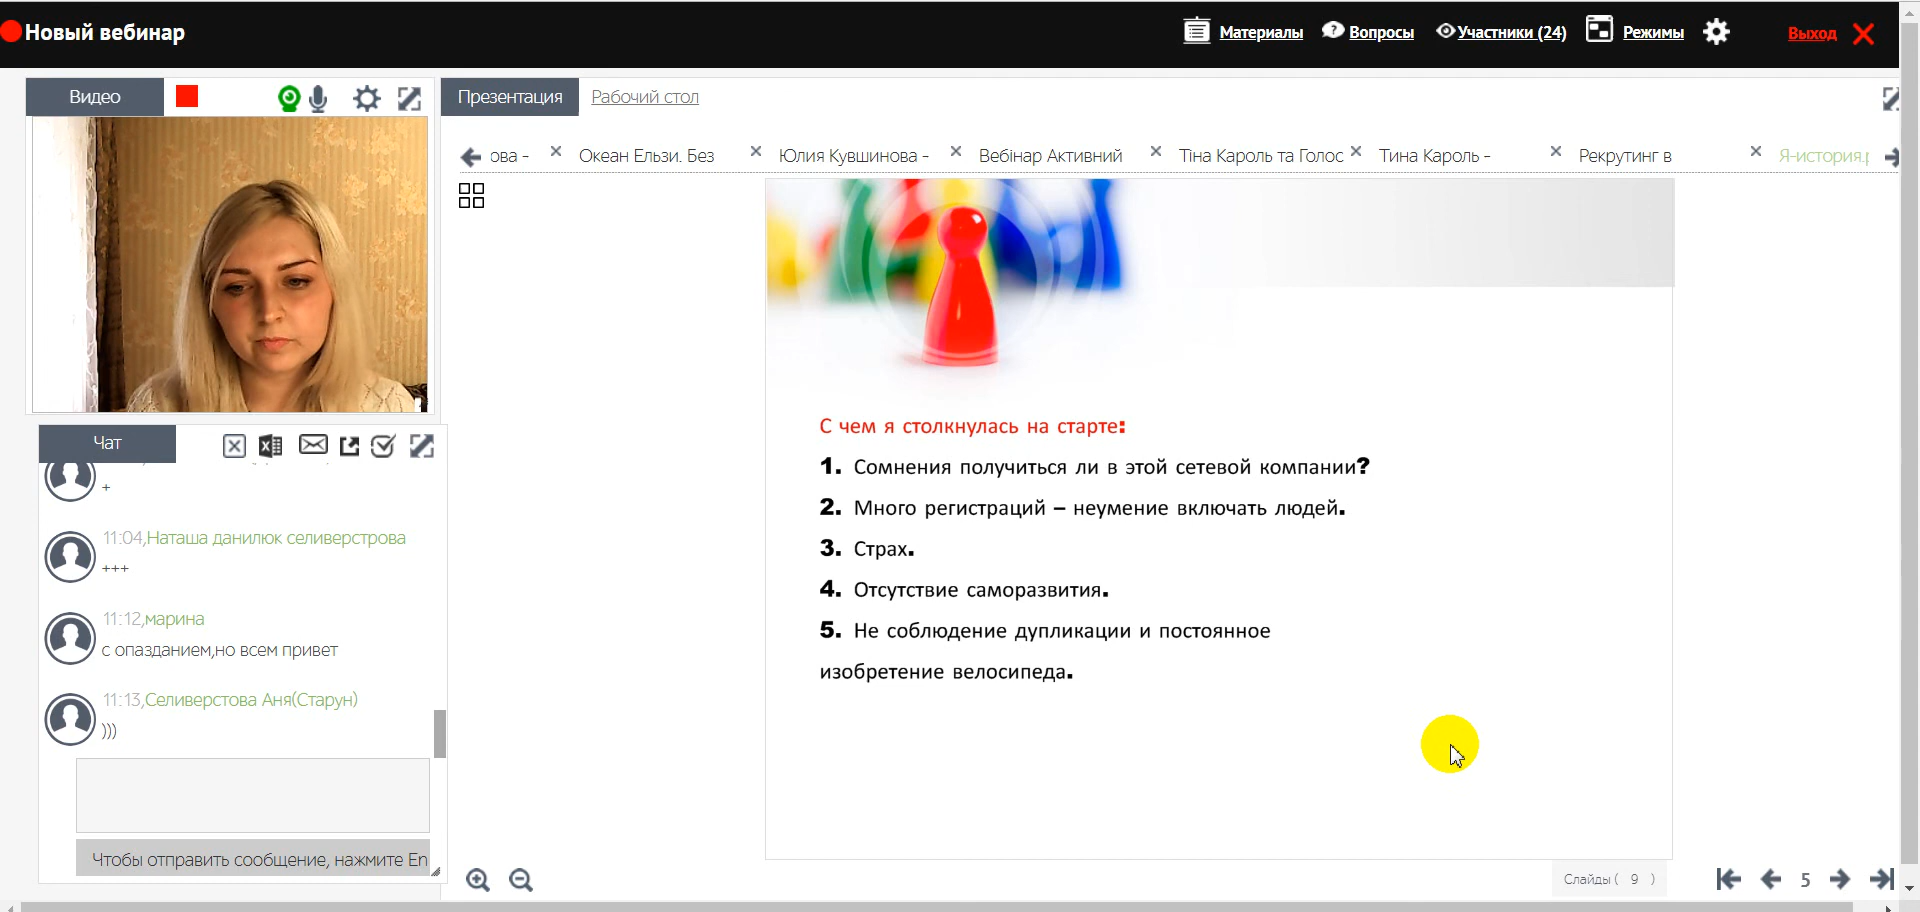 Новый вебинар
Материалы
Вопросы
Участники (24)
Режимы
Выход
Видео
Презентация
Рабочий стол
ова -
Океан Ельзи. Без
Юлия Кувшинова -
Вебінар Активний
Тіна Кароль та Голос
Тина Кароль -
Рекрутинг в
Я-история.
С чем я столкнулась на старте:
1. Сомнения получиться ли в этой сетевой компании?
2. Много регистраций – неумение включать людей.
3. Страх.
4. Отсутствие саморазвития.
5. Не соблюдение дупликации и постоянное
изобретение велосипеда.
Чат
+
11:04,Наташа данилюк селиверстрова
+++
11:12,марина
с опазданием,но всем привет
11:13,Селиверстова Аня(Старун)
)))
Чтобы отправить сообщение, нажмите En
Слайды ( 9 )
5